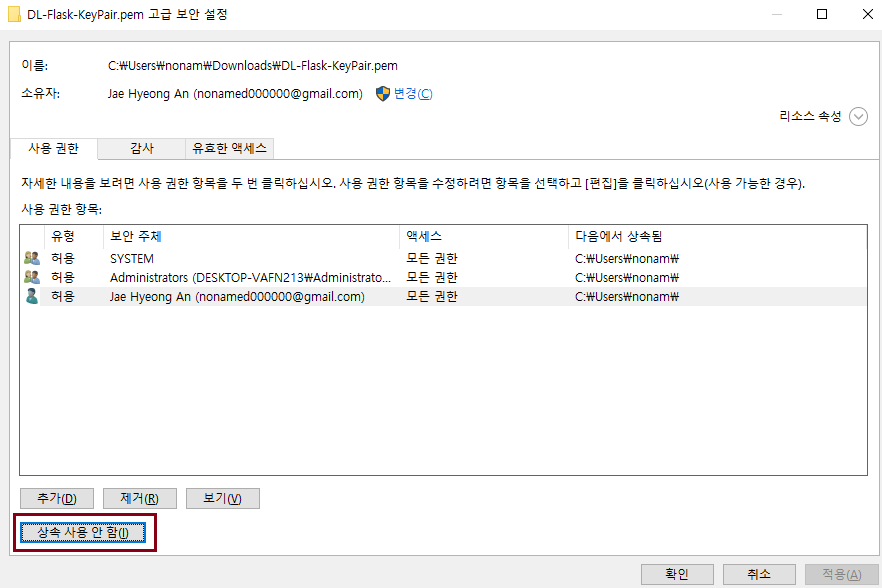 DL-Flask-KeyPair.pem 고급 보안 설정
이름: C:₩Users₩nonam₩Downloads₩DL-Flask-KeyPair.pem
소유자: Jae Hyeong An (nonamed000000@gmail.com) 변경(C)
리소스 속성
사용 권한 감사 유효한 액세스
자세한 내용을 보려면 사용 권한 항목을 두 번 클릭하십시오. 사용 권한 항목을 수정하려면 항목을 선택하고 [편집]을 클릭하십시오(사용 가능한 경우).
사용 권한 항목:
유형 보안 주체 액세스 다음에서 상속됨
허용 SYSTEM 모든 권한 C:₩Users₩nonam₩
허용 Administrators (DESKTOP-VAFN213₩Administrato... 모든 권한 C:₩Users₩nonam₩
허용 Jae Hyeong An (nonamed000000@gmail.com) 모든 권한 C:₩Users₩nonam₩
추가(D) 제거(R) 보기(V)
상속 사용 안 함(I)
확인 취소 적용(A)